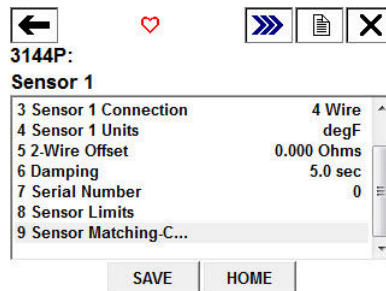 3144P:
Sensor 1
3 Sensor 1 Connection 4 Wire
4 Sensor 1 Units degF
5 2-Wire Offset 0.000 Ohms
6 Damping 5.0 sec
7 Serial Number 0
8 Sensor Limits
9 Sensor Matching-C...
SAVE HOME